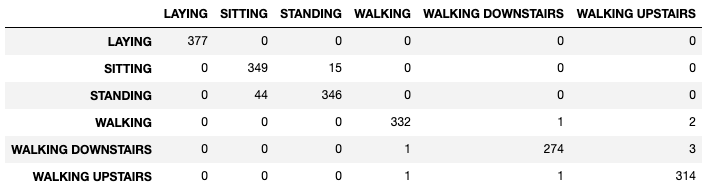 LAYING SITTING STANDING WALKING WALKING DOWNSTAIRS WALKING UPSTAIRS
LAYING 377 0 0 0 0 0
SITTING 0 349 15 0 0 0
STANDING 0 44 346 0 0 0
WALKING 0 0 0 332 1 2
WALKING DOWNSTAIRS 0 0 0 1 274 3
WALKING UPSTAIRS 0 0 0 1 1 314